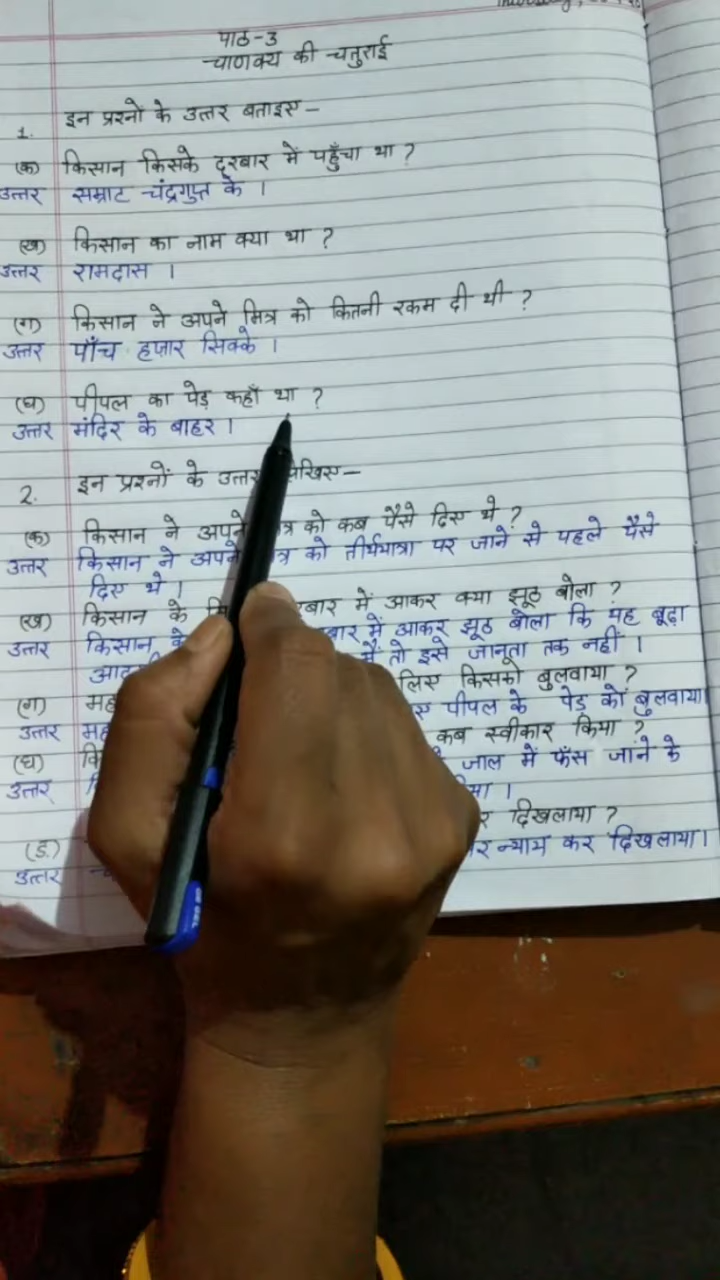 पाठ-3
चाणक्य की चतुराई
1. इन प्रश्नों के उत्तर बताइए—
(क) किसान किसके दरबार में पहुँचा था ?
उत्तर सम्राट चंद्रगुप्त के ।
(ख) किसान का नाम क्या था ?
उत्तर रामदास ।
(ग) किसान ने अपने मित्र को कितनी रकम दी थी ?
उत्तर पाँच हज़ार सिक्के ।
(घ) पीपल का पेड़ कहाँ था ?
उत्तर मंदिर के बाहर ।
2. इन प्रश्नों के उत्तर
(क) किसान ने अपने को कब पैसे दिए थे ?
उत्तर किसान ने अपने को तीर्थयात्रा पर जाने से पहले पैसे
दिए थे ।
(ख) किसान के में आकर क्या झूठ बोला ?
उत्तर किसान में आकर झूठ बोला कि यह बूढ़ा
मैं तो इसे जानता तक नहीं ।
(ग) लिए किसको बुलवाया ?
उत्तर पीपल के पेड़ को बुलवाया
(घ) कब स्वीकार किया ?
उत्तर जाल में फँस जाने के
(ङ) दिखलाया ?
उत्तर न्याय कर दिखलाया ।